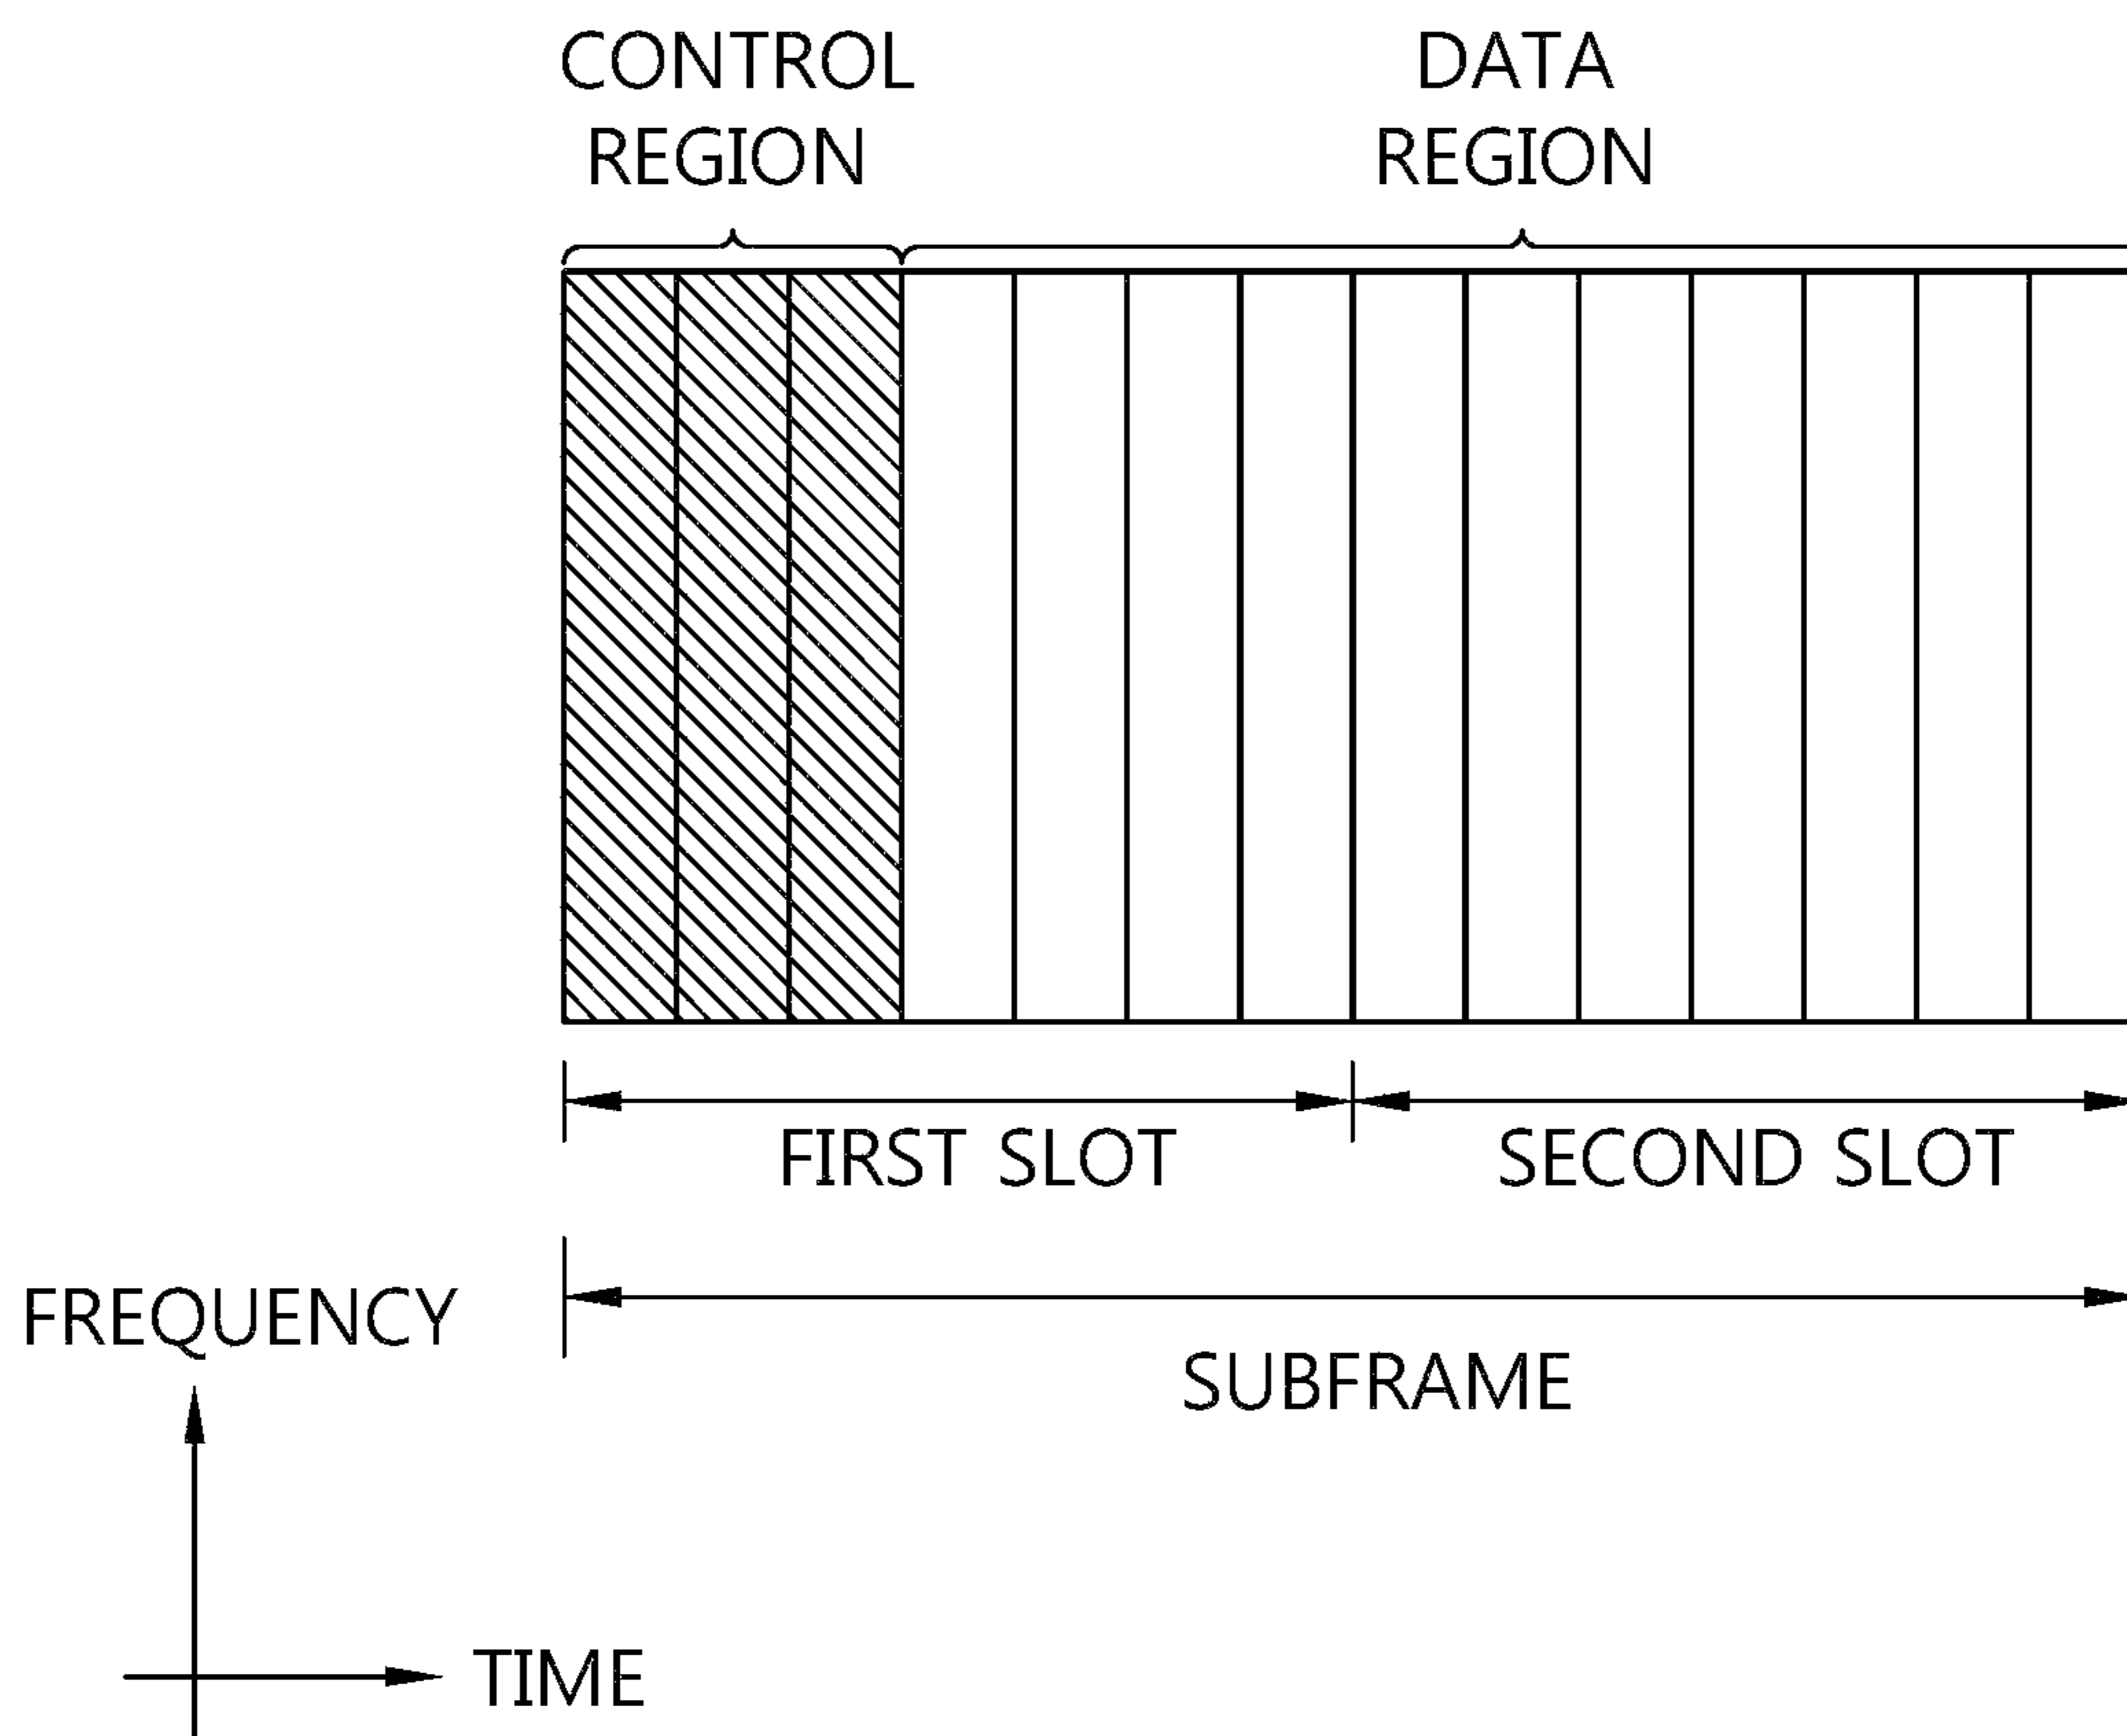 CONTROL
REGION
DATA
REGION
FIRST SLOT
SECOND SLOT
SUBFRAME
FREQUENCY
TIME